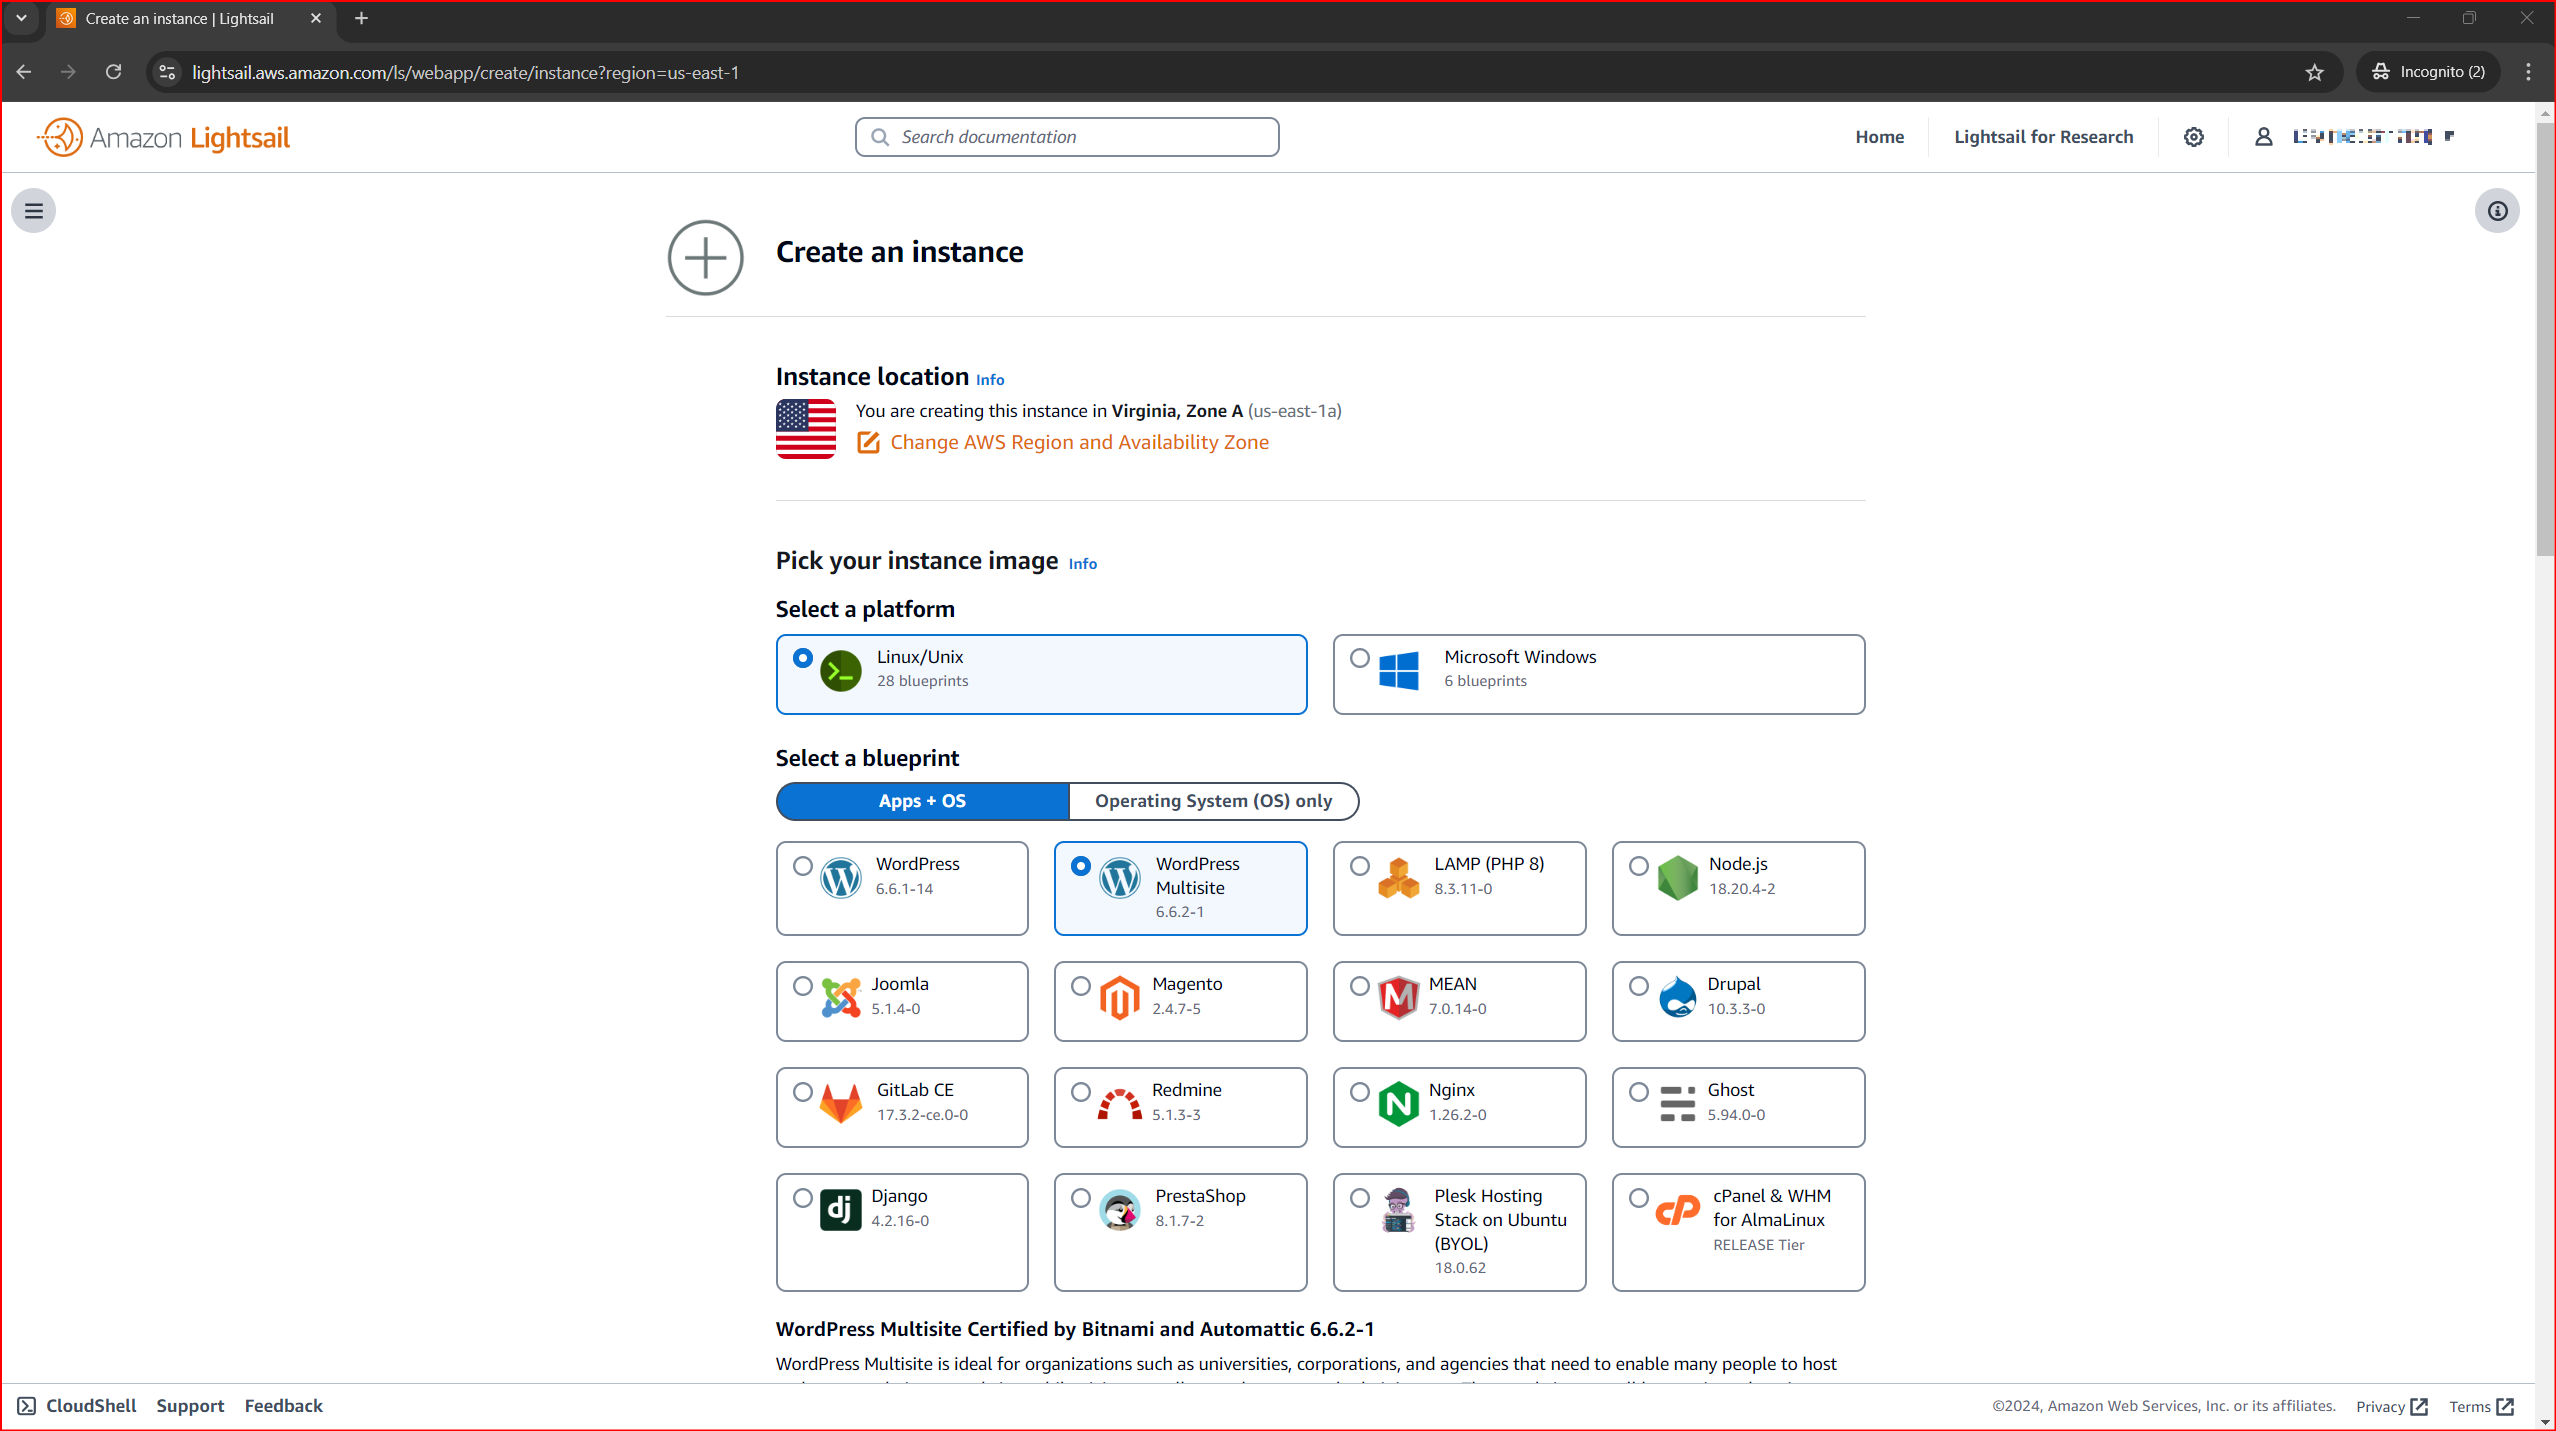 Create an instance | Lightsail
lightsail.aws.amazon.com/ls/webapp/create/instance?region=us-east-1
Incognito (2)
Amazon Lightsail
Search documentation
Home
Lightsail for Research
Create an instance
Instance location Info
You are creating this instance in Virginia, Zone A (us-east-1a)
Change AWS Region and Availability Zone
Pick your instance image Info
Select a platform
Linux/Unix
28 blueprints
Microsoft Windows
6 blueprints
Select a blueprint
Apps + OS
Operating System (OS) only
WordPress
6.6.1-14
WordPress
Multisite
6.6.2-1
LAMP (PHP 8)
8.3.11-0
Node.js
18.20.4-2
Joomla
5.1.4-0
Magento
2.4.7-5
MEAN
7.0.14-0
Drupal
10.3.3-0
GitLab CE
17.3.2-ce.0-0
Redmine
5.1.3-3
Nginx
1.26.2-0
Ghost
5.94.0-0
dj
Django
4.2.16-0
PrestaShop
8.1.7-2
Plesk Hosting
Stack on Ubuntu
(BYOL)
18.0.62
cP
cPanel & WHM
for AlmaLinux
RELEASE Tier
WordPress Multisite Certified by Bitnami and Automattic 6.6.2-1
WordPress Multisite is ideal for organizations such as universities, corporations, and agencies that need to enable many people to host
CloudShell
Support
Feedback
©2024, Amazon Web Services, Inc. or its affiliates.
Privacy
Terms